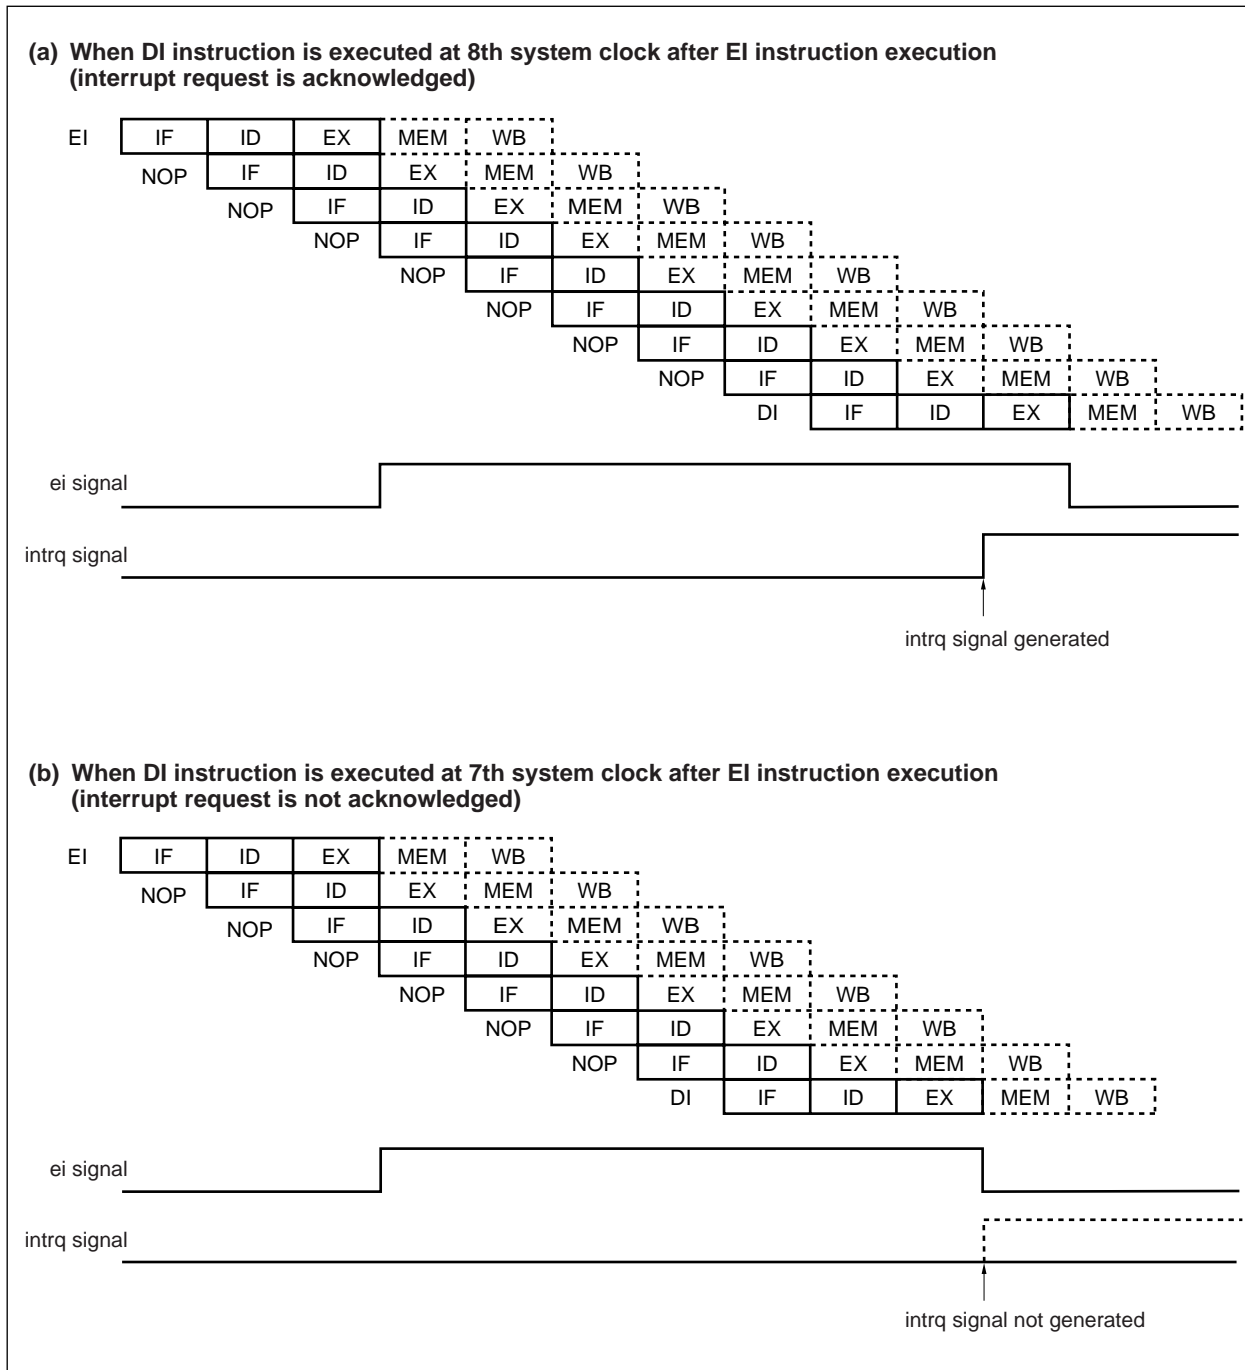 (a) When DI instruction is executed at 8th system clock after EI instruction execution
(interrupt request is acknowledged)
EI IF ID EX MEM WB
NOP IF ID EX MEM WB
NOP IF ID EX MEM WB
NOP IF ID EX MEM WB
NOP IF ID EX MEM WB
NOP IF ID EX MEM WB
NOP IF ID EX MEM WB
NOP IF ID EX MEM WB
DI IF ID EX MEM WB
ei signal
intrq signal
intrq signal generated
(b) When DI instruction is executed at 7th system clock after EI instruction execution
(interrupt request is not acknowledged)
EI IF ID EX MEM WB
NOP IF ID EX MEM WB
NOP IF ID EX MEM WB
NOP IF ID EX MEM WB
NOP IF ID EX MEM WB
NOP IF ID EX MEM WB
NOP IF ID EX MEM WB
DI IF ID EX MEM WB
ei signal
intrq signal
intrq signal not generated